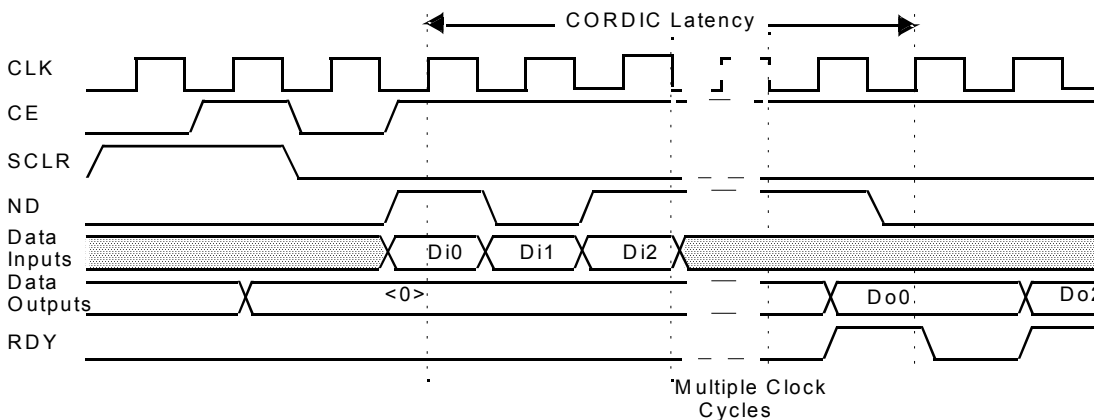 CORDIC Latency
CLK
CE
SCLR
ND
Data
Inputs
Di0
Di1
Di2
Data
Outputs
<0>
Do0
Do2
RDY
Multiple Clock
Cycles